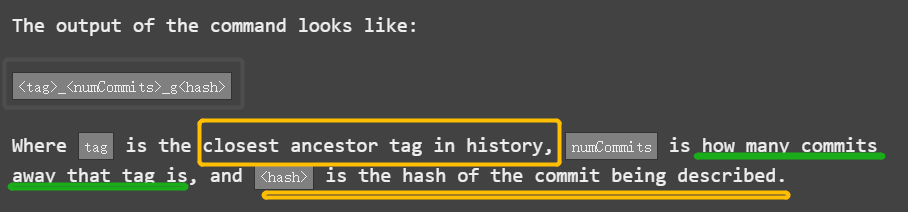 The output of the command looks like:
<tag>_<numCommits>_g<hash>
Where tag is the closest ancestor tag in history, numCommits is how many commits
away that tag is, and <hash> is the hash of the commit being described.